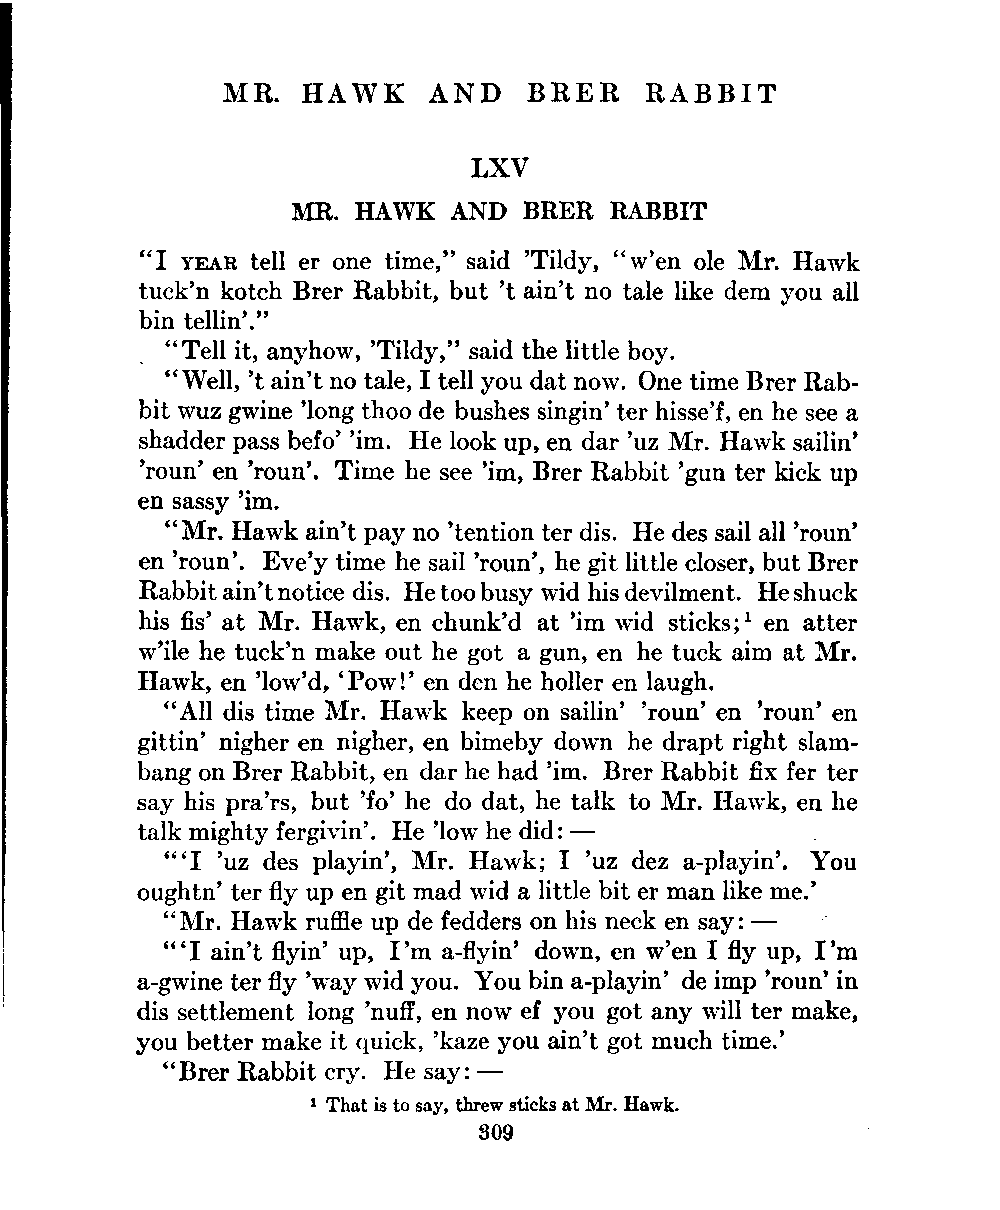 MR. HAWK AND BRER RABBIT
LXV
MR. HAWK AND BRER RABBIT
“I YEAR tell er one time,” said ’Tildy, “w’en ole Mr. Hawk
tuck’n kotch Brer Rabbit, but ’t ain’t no tale like dem you all
bin tellin’.”
“Tell it, anyhow, ’Tildy,” said the little boy.
“Well, ’t ain’t no tale, I tell you dat now. One time Brer Rab-
bit wuz gwine ’long thoo de bushes singin’ ter hisse’f, en he see a
shadder pass befo’ ’im. He look up, en dar ’uz Mr. Hawk sailin’
’roun’ en ’roun’. Time he see ’im, Brer Rabbit ’gun ter kick up
en sassy ’im.
“Mr. Hawk ain’t pay no ’tention ter dis. He des sail all ’roun’
en ’roun’. Eve’y time he sail ’roun’, he git little closer, but Brer
Rabbit ain’t notice dis. He too busy wid his devilment. He shuck
his fis’ at Mr. Hawk, en chunk’d at ’im wid sticks;¹ en atter
w’ile he tuck’n make out he got a gun, en he tuck aim at Mr.
Hawk, en ’low’d, ‘Pow!’ en den he holler en laugh.
“All dis time Mr. Hawk keep on sailin’ ’roun’ en ’roun’ en
gittin’ nigher en nigher, en bimeby down he drapt right slam-
bang on Brer Rabbit, en dar he had ’im. Brer Rabbit fix fer ter
say his pra’rs, but ’fo’ he do dat, he talk to Mr. Hawk, en he
talk mighty fergivin’. He ’low he did: —
“‘I ’uz des playin’, Mr. Hawk; I ’uz dez a-playin’. You
oughtn’ ter fly up en git mad wid a little bit er man like me.’
“Mr. Hawk ruffle up de fedders on his neck en say: —
“‘I ain’t flyin’ up, I’m a-flyin’ down, en w’en I fly up, I’m
a-gwine ter fly ’way wid you. You bin a-playin’ de imp ’roun’ in
dis settlement long ’nuff, en now ef you got any will ter make,
you better make it quick, ’kaze you ain’t got much time.’
“Brer Rabbit cry. He say: —
¹ That is to say, threw sticks at Mr. Hawk.
309